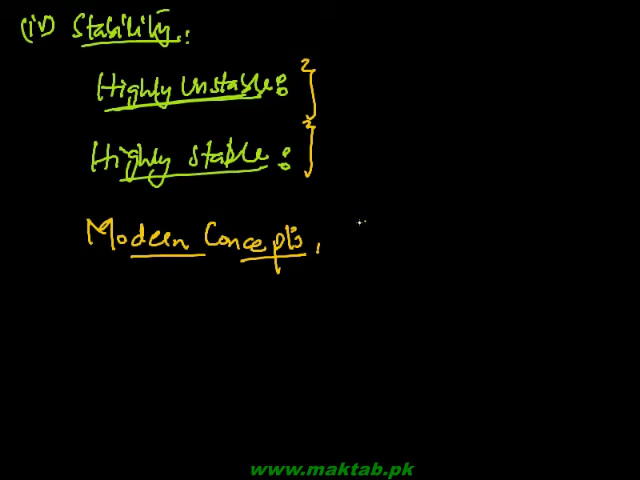 (iv) Stability:
Highly Unstable:
Highly Stable:
Modern Concepts,
www.maktab.pk